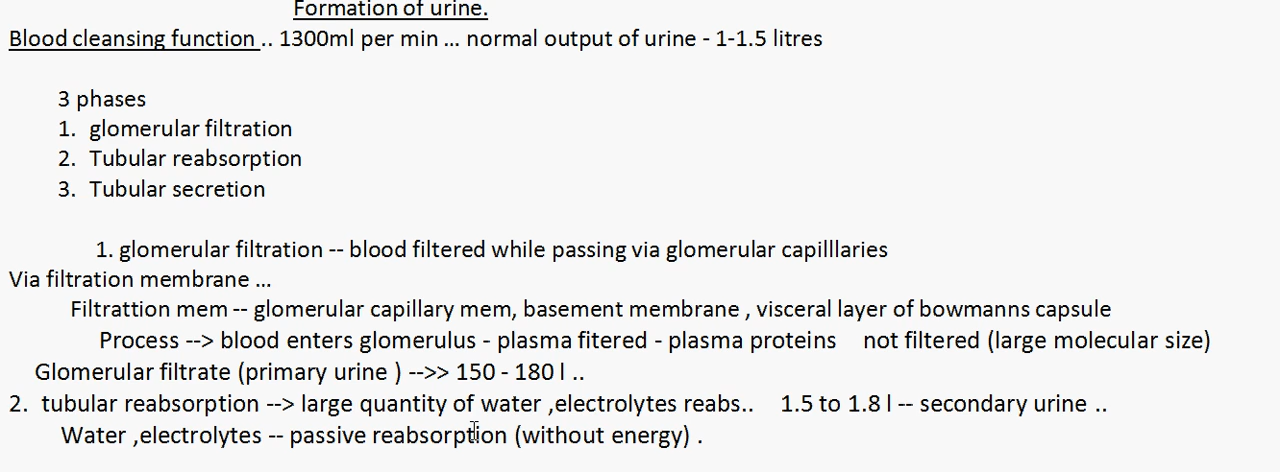 Formation of urine.
Blood cleansing function .. 1300ml per min ... normal output of urine - 1-1.5 litres
3 phases
1. glomerular filtration
2. Tubular reabsorption
3. Tubular secretion
1. glomerular filtration -- blood filtered while passing via glomerular capilllaries
Via filtration membrane ...
Filtrattion mem -- glomerular capillary mem, basement membrane , visceral layer of bowmanns capsule
Process --> blood enters glomerulus - plasma fitered - plasma proteins not filtered (large molecular size)
Glomerular filtrate (primary urine ) -->> 150 - 180 l ..
2. tubular reabsorption --> large quantity of water ,electrolytes reabs.. 1.5 to 1.8 l -- secondary urine ..
Water ,electrolytes -- passive reabsorption (without energy) .